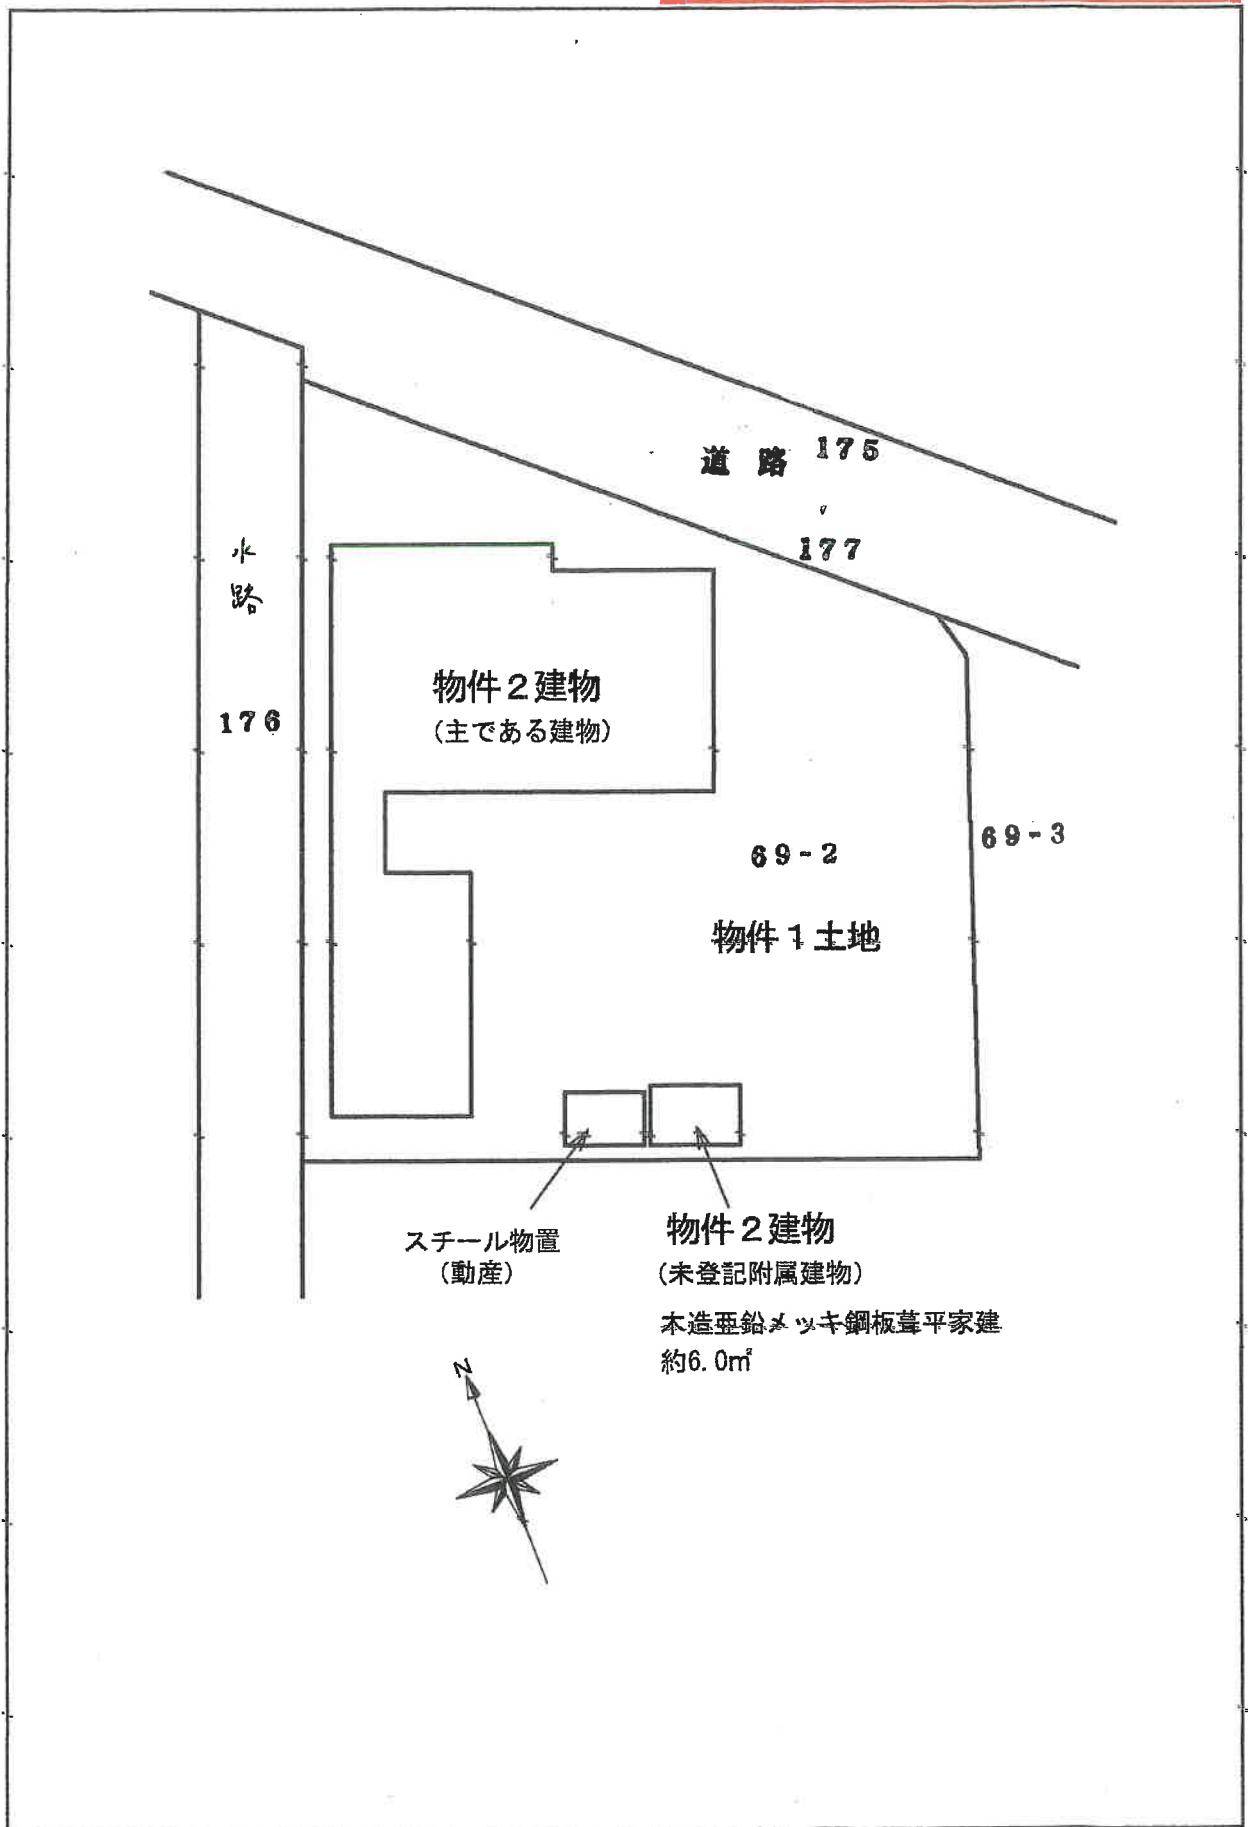 道路 175
177
水
路
176
物件2建物
(主である建物)
69-2
69-3
物件1土地
スチール物置
(動産)
物件2建物
(未登記附属建物)
木造亜鉛メッキ鋼板葺平家建
約6.0㎡
N